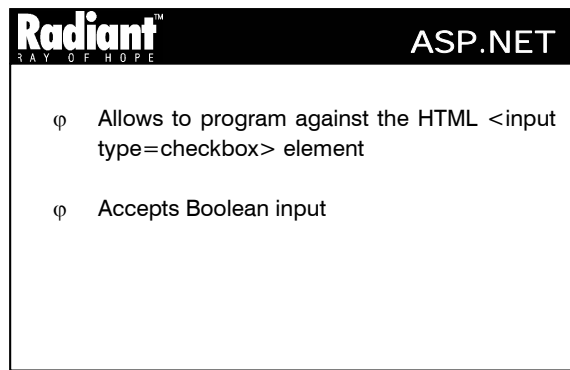 Radiant™
RAY OF HOPE
ASP.NET
φ Allows to program against the HTML <input
type=checkbox> element
φ Accepts Boolean input